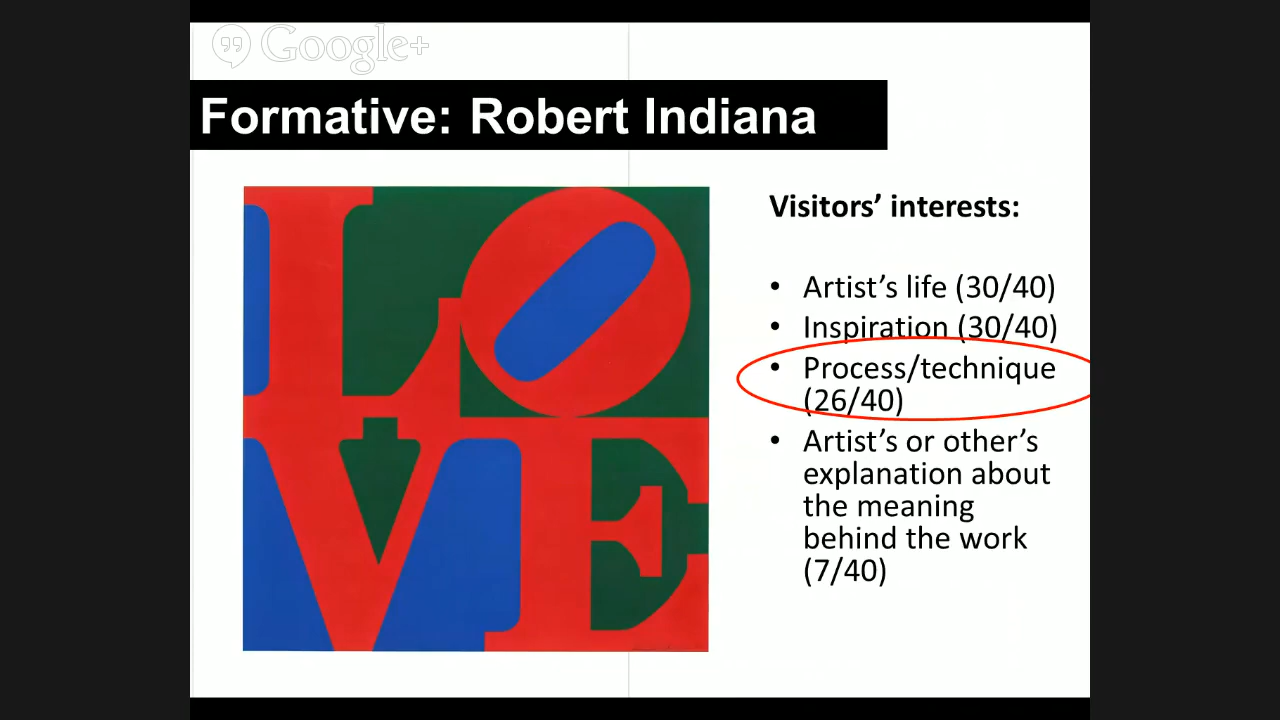 Google+
Formative: Robert Indiana
LOVE
Visitors’ interests:
• Artist’s life (30/40)
• Inspiration (30/40)
• Process/technique
(26/40)
• Artist’s or other’s
explanation about
the meaning
behind the work
(7/40)